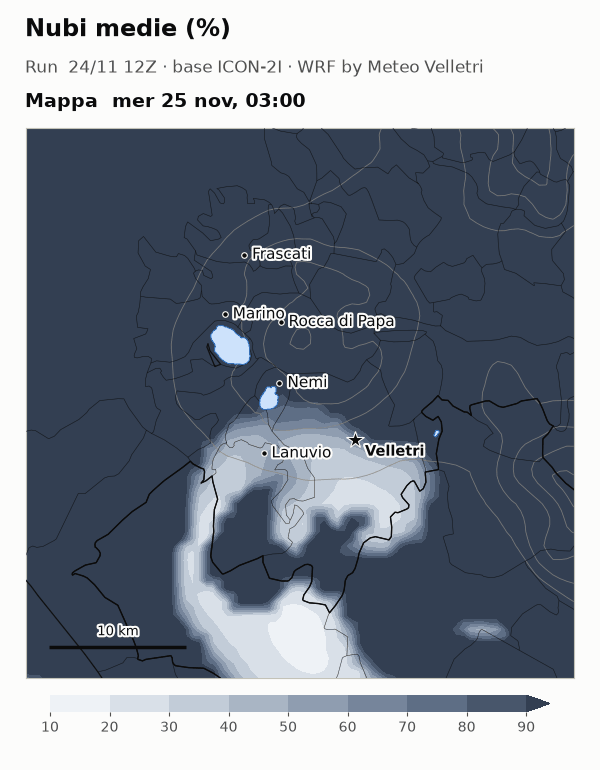 Nubi medie (%)
Run  24/11 12Z · base ICON-2I · WRF by Meteo Velletri
Mappa  mer 25 nov, 03:00
Frascati
Marino
Rocca di Papa
Nemi
Velletri
Lanuvio
10 km
10 20 30 40 50 60 70 80 90